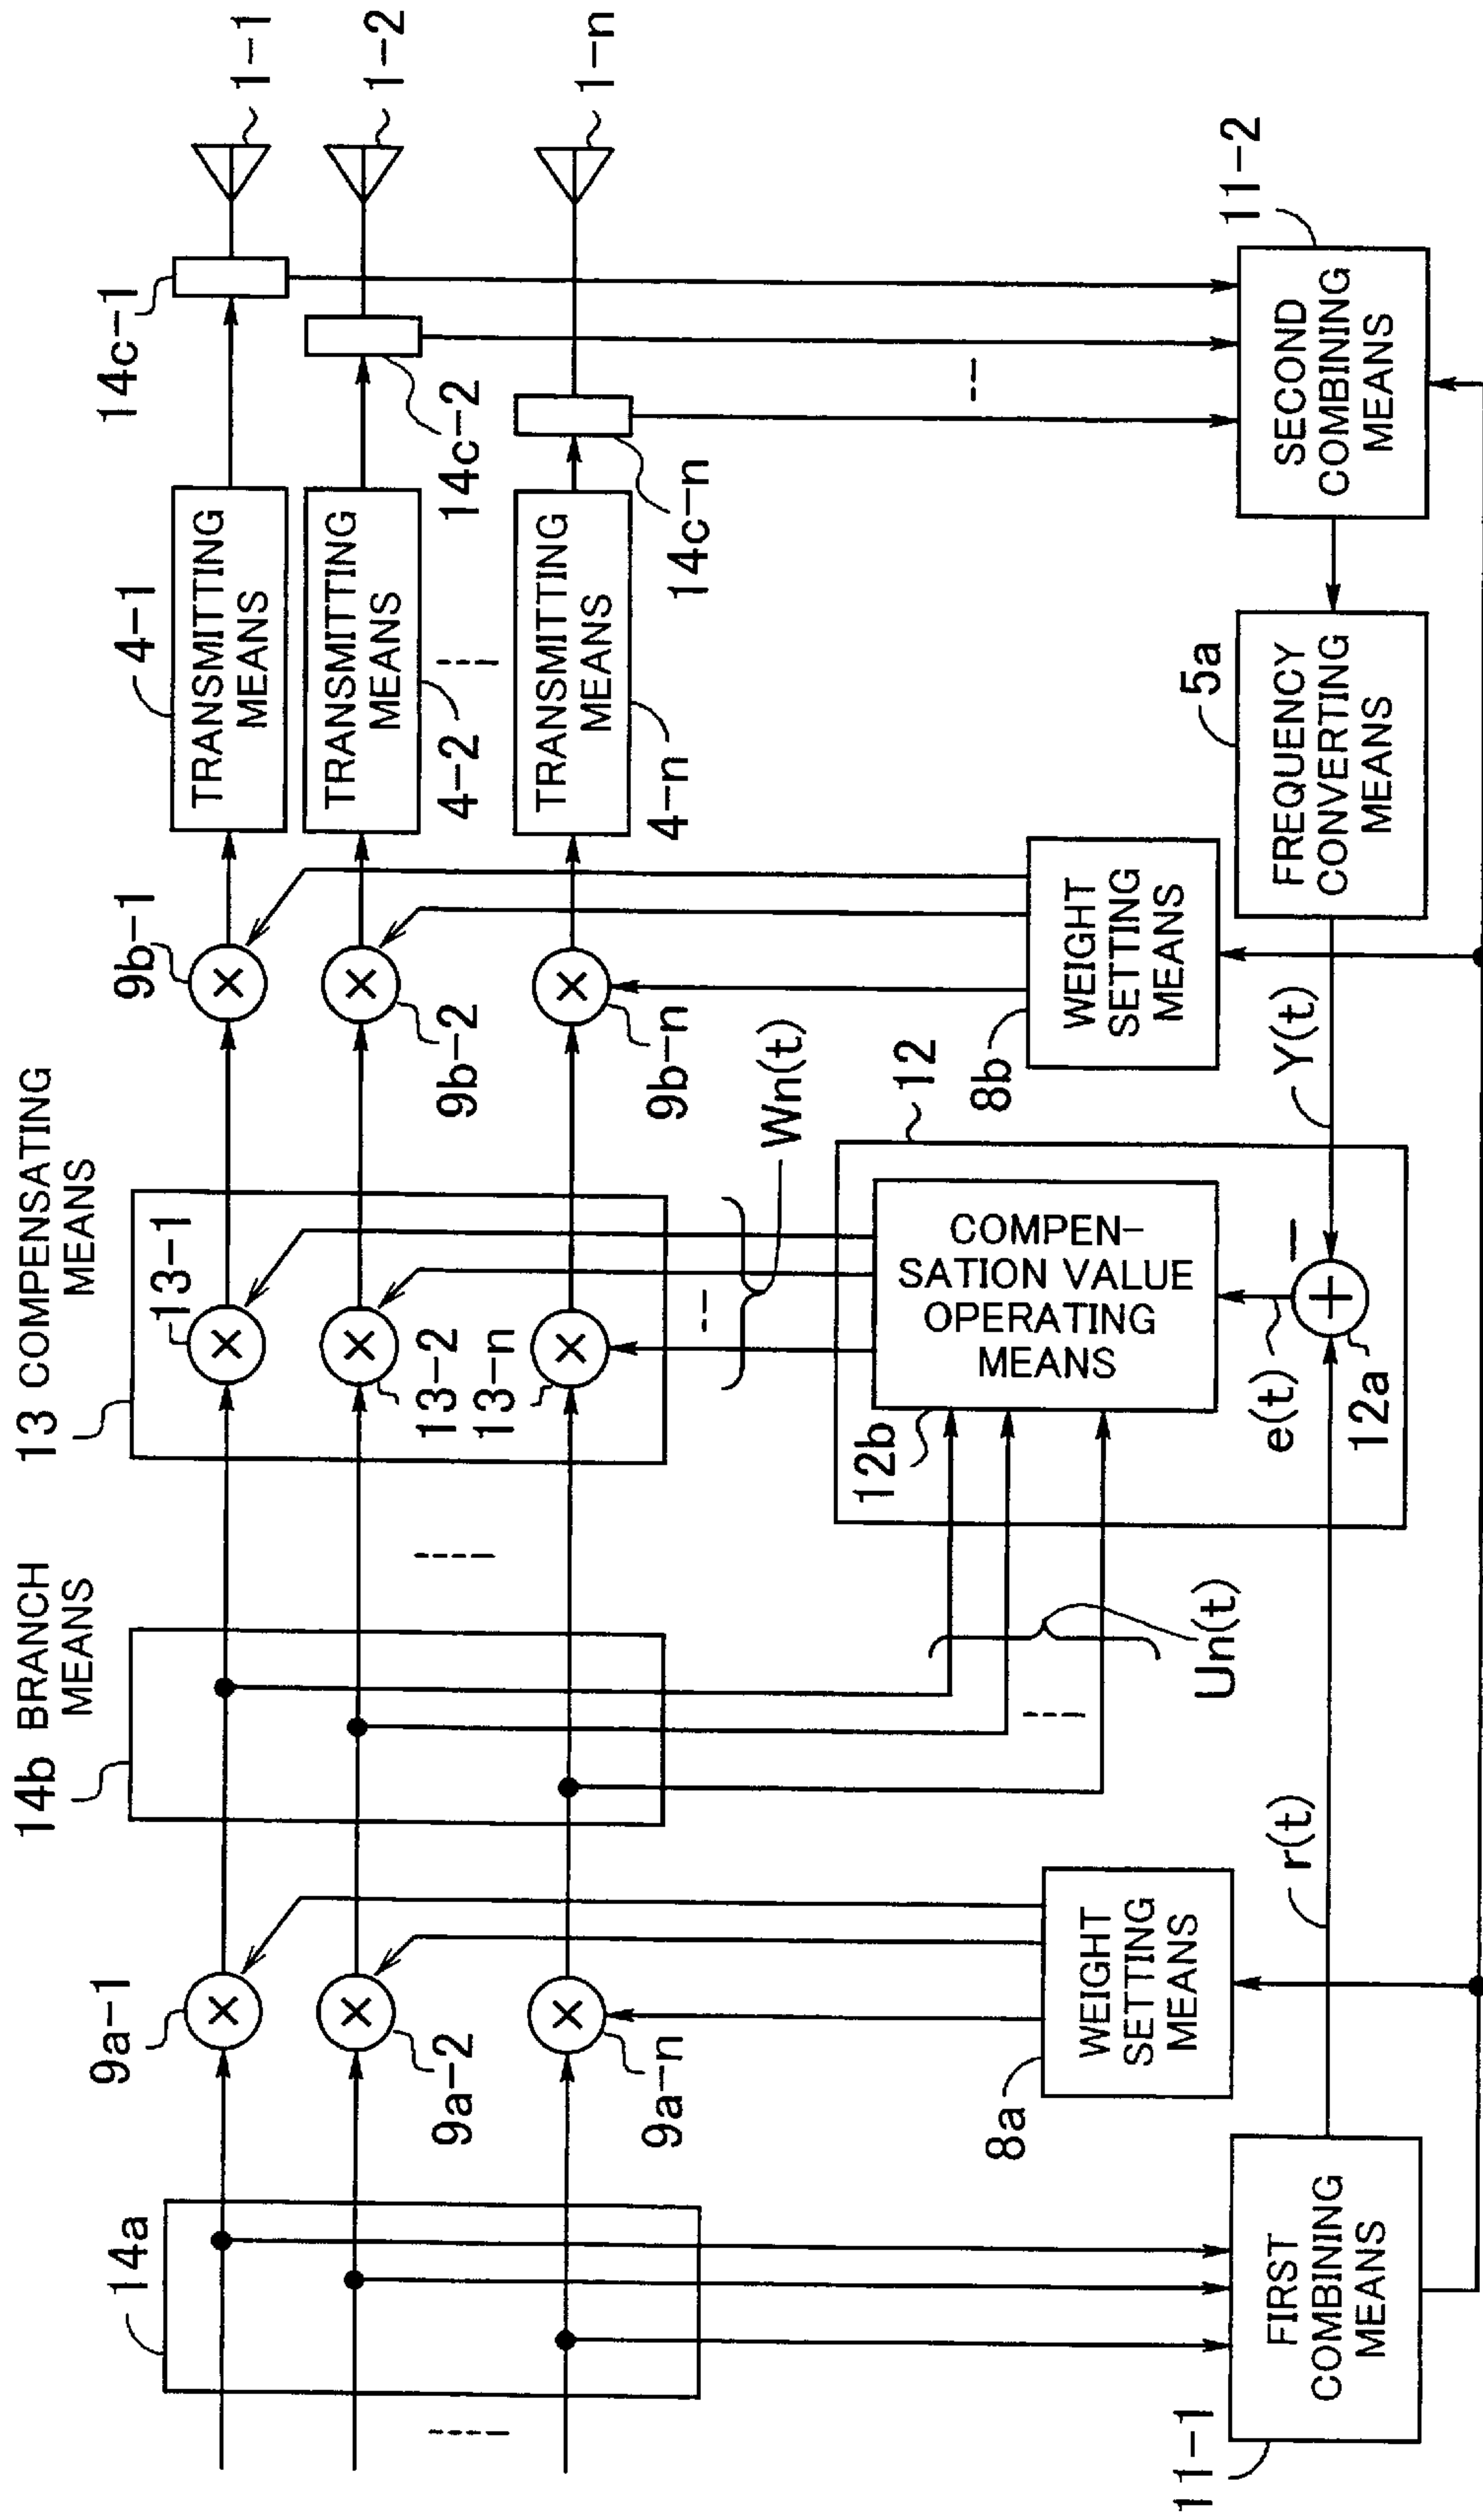 1-1
1-2
1-n
14c-1
14c-2
14c-n
4-1
TRANSMITTING
MEANS
TRANSMITTING
MEANS
4-2
TRANSMITTING
MEANS
4-n
11-2
SECOND
COMBINING
MEANS
5a
FREQUENCY
CONVERTING
MEANS
9b-1
9b-2
9b-n
WEIGHT
SETTING
MEANS
8b
Y(t)
Wn(t)
12
13 COMPENSATING
MEANS
13-1
13-2
13-n
COMPEN-
SATION VALUE
OPERATING
MEANS
12b
e(t)
+
−
12a
14b BRANCH
MEANS
Un(t)
r(t)
9a-1
9a-2
9a-n
WEIGHT
SETTING
MEANS
8a
14a
FIRST
COMBINING
MEANS
11-1